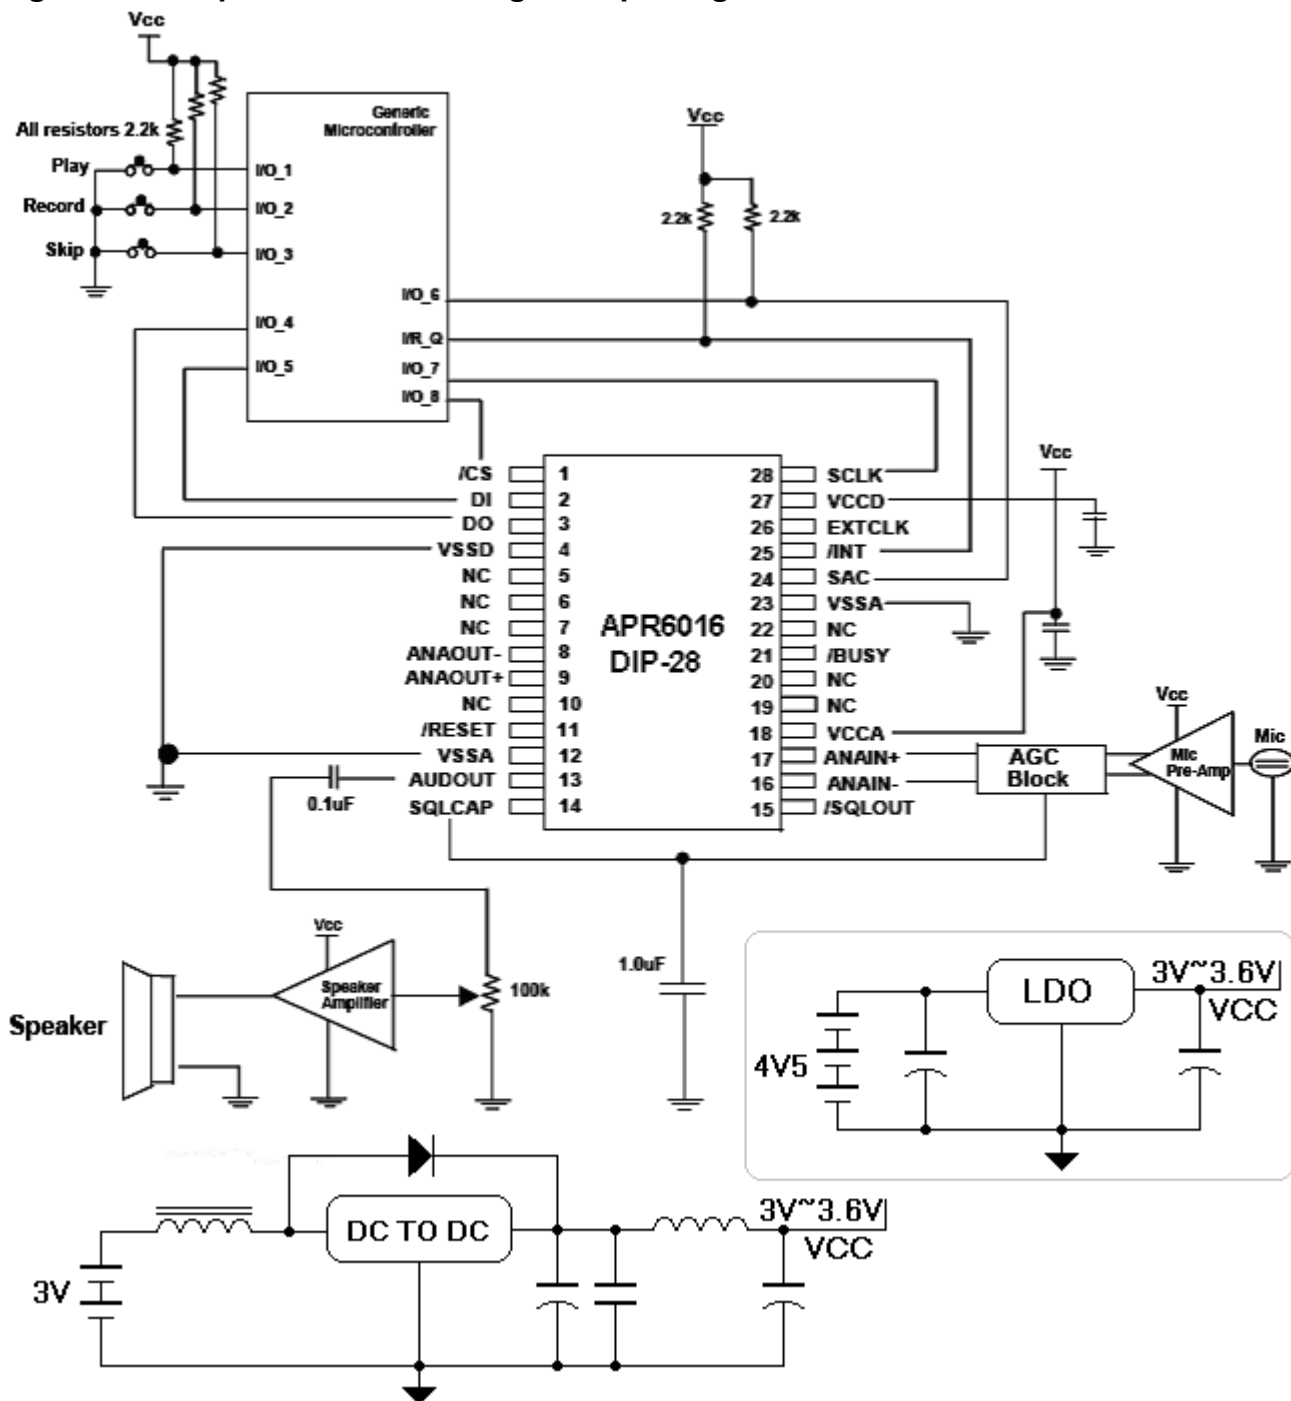 Vcc
Generic
Microcontroller
All resistors 2.2k
Play
I/O_1
Record
I/O_2
Skip
I/O_3
I/O_4
I/O_5
I/O_6
I/R_Q
I/O_7
I/O_8
Vcc
2.2k
2.2k
Vcc
/CS 1
DI 2
DO 3
VSSD 4
NC 5
NC 6
NC 7
ANAOUT- 8
ANAOUT+ 9
NC 10
/RESET 11
VSSA 12
AUDOUT 13
SQLCAP 14
APR6016
DIP-28
28 SCLK
27 VCCD
26 EXTCLK
25 /INT
24 SAC
23 VSSA
22 NC
21 /BUSY
20 NC
19 NC
18 VCCA
17 ANAIN+
16 ANAIN-
15 /SQLOUT
AGC
Block
Vcc
Mic
Pre-Amp
Mic
0.1uF
1.0uF
Vcc
Speaker
Amplifier
100k
Speaker
LDO
3V~3.6V
VCC
4V5
DC TO DC
3V~3.6V
VCC
3V